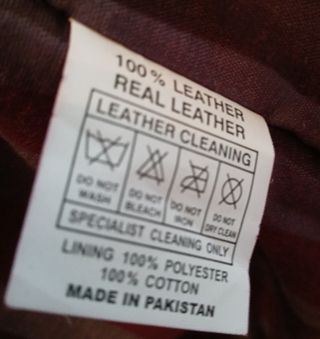 100% LEATHER
REAL LEATHER
LEATHER CLEANING
DO NOT WASH
DO NOT BLEACH
DO NOT IRON
DO NOT DRY CLEAN
SPECIALIST CLEANING ONLY
LINING 100% POLYESTER
100% COTTON
MADE IN PAKISTAN